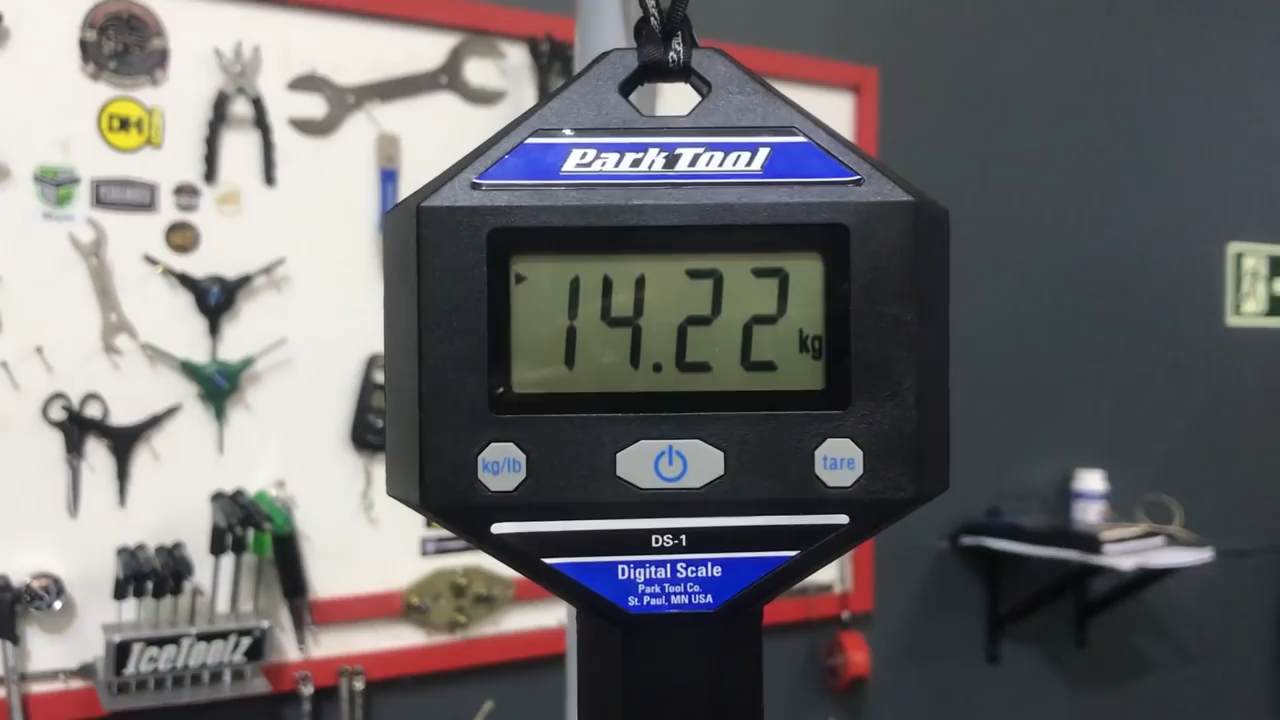 DH
ParkTool
14.22 kg
kg/lb
tare
DS-1
Digital Scale
Park Tool Co.
St. Paul, MN USA
IceToolz